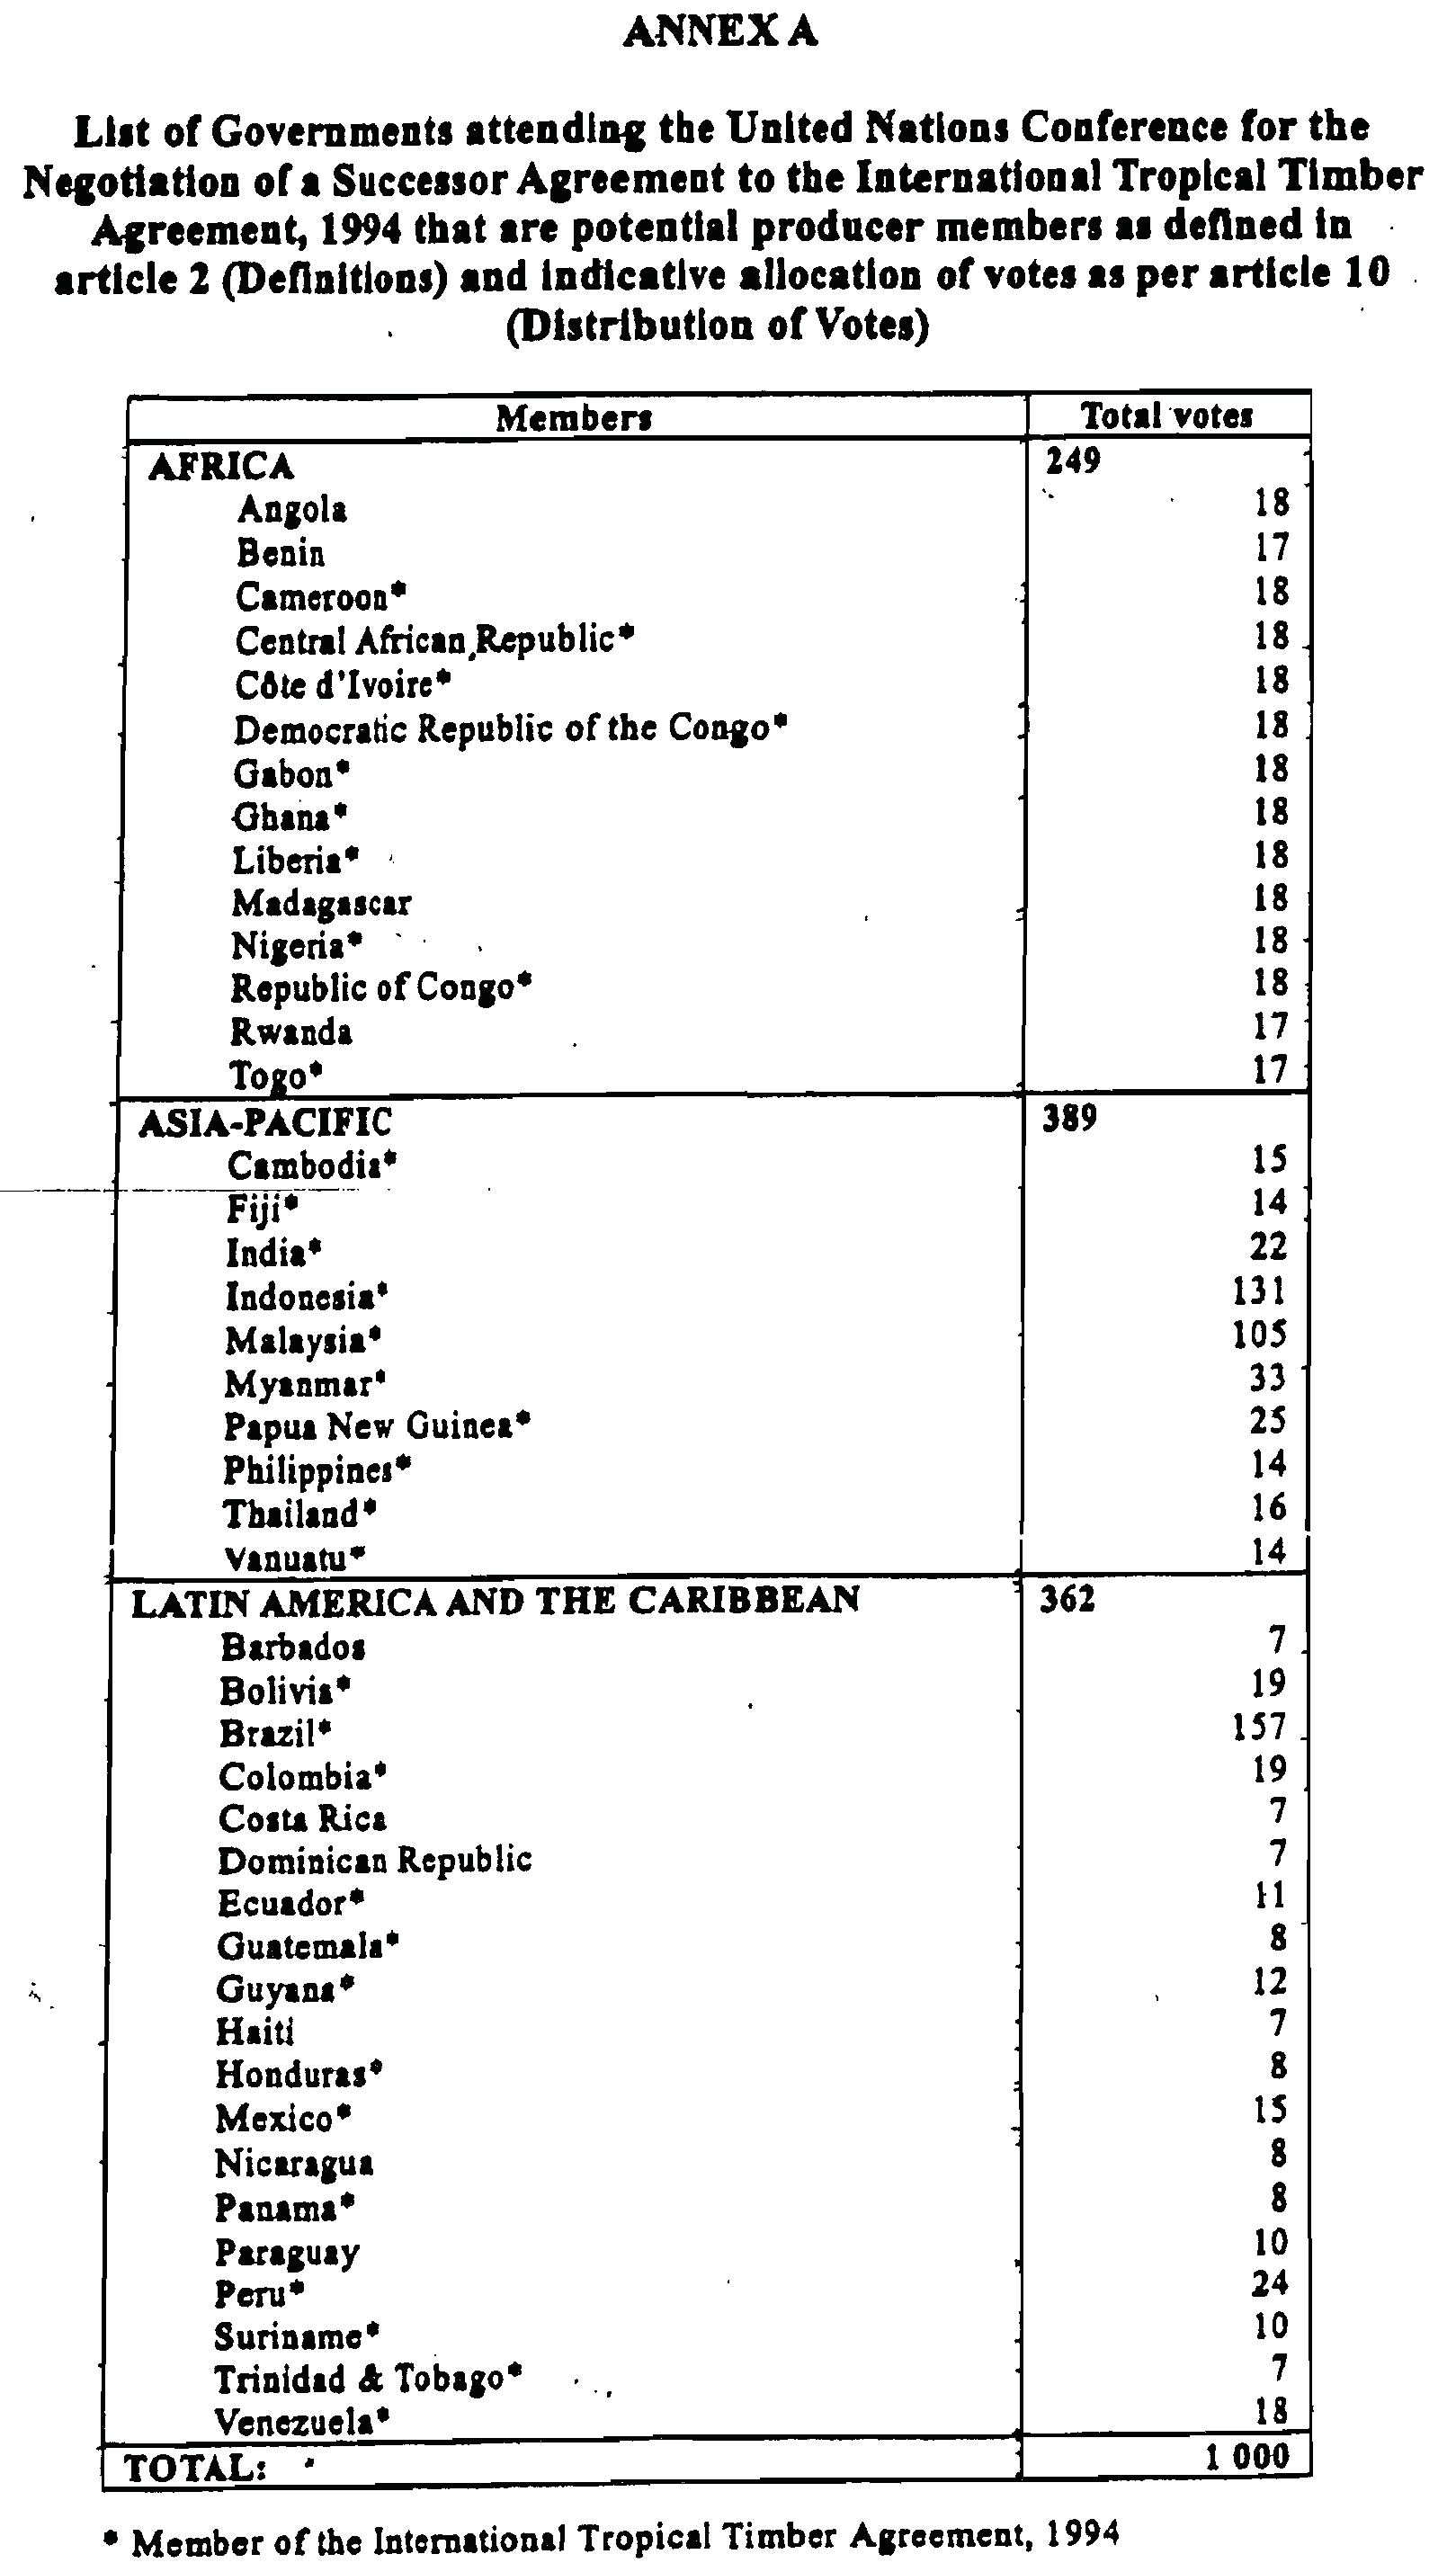 ANNEX A
List of Governments attending the United Nations Conference for the
Negotiation of a Successor Agreement to the International Tropical Timber
Agreement, 1994 that are potential producer members as defined in
article 2 (Definitions) and indicative allocation of votes as per article 10
(Distribution of Votes)
Members Total votes
AFRICA 249
Angola 18
Benin 17
Cameroon* 18
Central African Republic* 18
Côte d'Ivoire* 18
Democratic Republic of the Congo* 18
Gabon* 18
Ghana* 18
Liberia* 18
Madagascar 18
Nigeria* 18
Republic of Congo* 18
Rwanda 17
Togo* 17
ASIA-PACIFIC 389
Cambodia* 15
Fiji* 14
India* 22
Indonesia* 131
Malaysia* 105
Myanmar* 33
Papua New Guinea* 25
Philippines* 14
Thailand* 16
Vanuatu* 14
LATIN AMERICA AND THE CARIBBEAN 362
Barbados 7
Bolivia* 19
Brazil* 157
Colombia* 19
Costa Rica 7
Dominican Republic 7
Ecuador* 11
Guatemala* 8
Guyana* 12
Haiti 7
Honduras* 8
Mexico* 15
Nicaragua 8
Panama* 8
Paraguay 10
Peru* 24
Suriname* 10
Trinidad & Tobago* 7
Venezuela* 18
TOTAL: 1 000
* Member of the International Tropical Timber Agreement, 1994